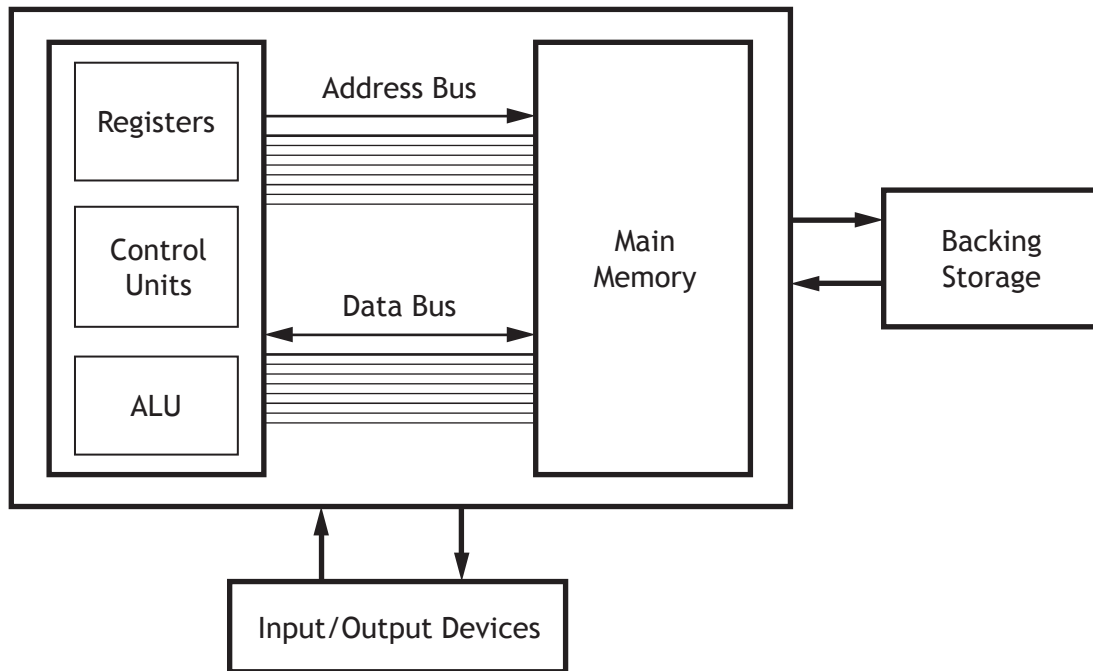 Address Bus
Registers
Control
Units
Data Bus
ALU
Main
Memory
Backing
Storage
Input/Output Devices